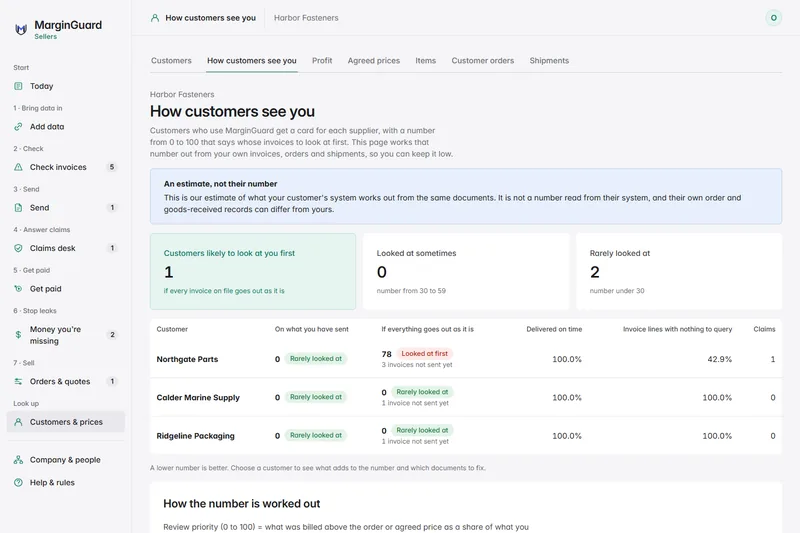 MarginGuard
Sellers
Start
Today
1 · Bring data in
Add data
2 · Check
Check invoices 5
3 · Send
Send 1
4 · Answer claims
Claims desk 1
5 · Get paid
Get paid
6 · Stop leaks
Money you're
missing 2
7 · Sell
Orders & quotes 1
Look up
Customers & prices
Company & people
Help & rules
How customers see you Harbor Fasteners O
Customers How customers see you Profit Agreed prices Items Customer orders Shipments
Harbor Fasteners
How customers see you
Customers who use MarginGuard get a card for each supplier, with a number
from 0 to 100 that says whose invoices to look at first. This page works that
number out from your own invoices, orders and shipments, so you can keep it low.
An estimate, not their number
This is our estimate of what your customer's system works out from the same documents. It is not a number read from their system, and their own order and
goods-received records can differ from yours.
Customers likely to look at you first
1
if every invoice on file goes out as it is
Looked at sometimes
0
number from 30 to 59
Rarely looked at
2
number under 30
Customer On what you have sent If everything goes out as it is Delivered on time Invoice lines with nothing to query Claims
Northgate Parts 0 Rarely looked at 78 Looked at first 100.0% 42.9% 1
3 invoices not sent yet
Calder Marine Supply 0 Rarely looked at 0 Rarely looked at 100.0% 100.0% 0
1 invoice not sent yet
Ridgeline Packaging 0 Rarely looked at 0 Rarely looked at 100.0% 100.0% 0
1 invoice not sent yet
A lower number is better. Choose a customer to see what adds to the number and which documents to fix.
How the number is worked out
Review priority (0 to 100) = what was billed above the order or agreed price as a share of what you